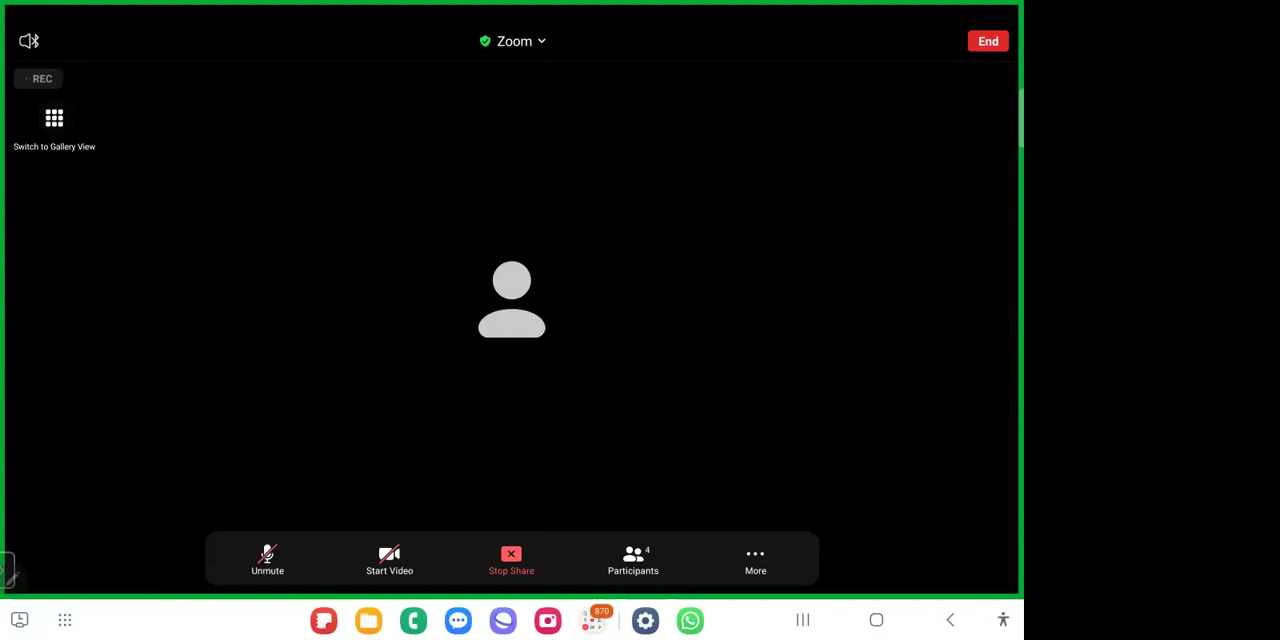 Zoom
End
REC
Switch to Gallery View
Unmute
Start Video
Stop Share
Participants
4
More
870